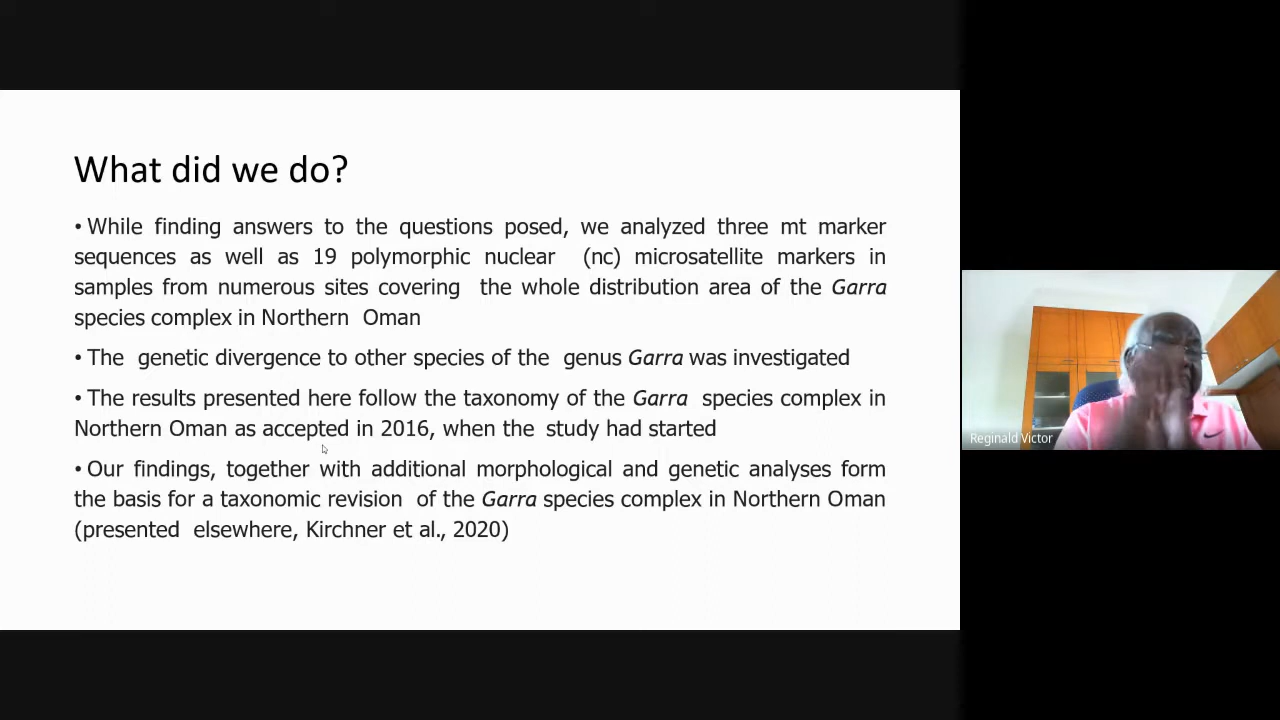 What did we do?
• While finding answers to the questions posed, we analyzed three mt marker
sequences as well as 19 polymorphic nuclear (nc) microsatellite markers in
samples from numerous sites covering the whole distribution area of the Garra
species complex in Northern Oman
• The genetic divergence to other species of the genus Garra was investigated
• The results presented here follow the taxonomy of the Garra species complex in
Northern Oman as accepted in 2016, when the study had started
• Our findings, together with additional morphological and genetic analyses form
the basis for a taxonomic revision of the Garra species complex in Northern Oman
(presented elsewhere, Kirchner et al., 2020)
Reginald Victor